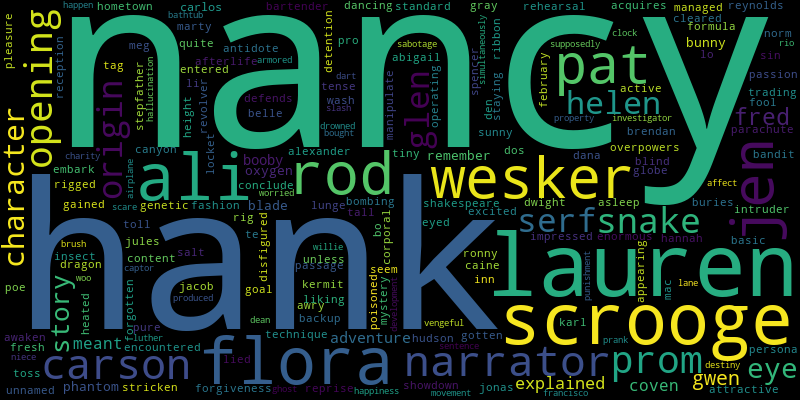 nancy
hank
lauren
scrooge
wesker
flora
narrator
prom
ali
rod
pat
jen
carson
serf
snake
helen
glen
fred
opening
character
origin
story
eye
gwen
coven
explained
meant
adventure
pleasure
hometown
bathtub
happen
carlos
dancing
standard
gray
rehearsal
acquires
managed
reynolds
bartender
marty
quite
antidote
pro
sabotage
clock
formula
cleared
norm
rio
meg
afterlife
armored
abigail
supposedly
february
bunny
lo
sin
reception
tag
stepfather
hallucination
entered
detention
dart
tense
manipulate
operating
spencer
simultaneously
ribbon
den
staying
active
trading
passion
fool
li
height
revolver
defends
wash
slash
belle
locket
drowned
bought
sunny
property
investigator
brendan
parachute
canyon
charity
booby
alexander
tiny
remember
dos
dana
overpowers
blind
globe
bandit
embark
airplane
oxygen
conclude
worried
rigged
gained
scare
genetic
fashion
blade
lunge
bombing
shakespeare
dwight
asleep
buries
affect
intruder
rig
tall
eyed
excited
toll
te
disfigured
bo
corporal
impressed
enormous
hannah
basic
brush
jules
salt
willie
unless
ronny
caine
inn
appearing
punishment
insect
content
passage
seem
mystery
dragon
woo
captor
jacob
goal
kermit
liking
poisoned
development
mac
lane
poe
heated
forgotten
produced
dean
awry
backup
vengeful
karl
persona
awaken
fresh
pure
luther
encountered
technique
hudson
gotten
prank
destiny
niece
lied
sentence
toss
unnamed
phantom
stricken
forgiveness
ghost
reprise
happiness
showdown
movement
jonas
francisco
attractive